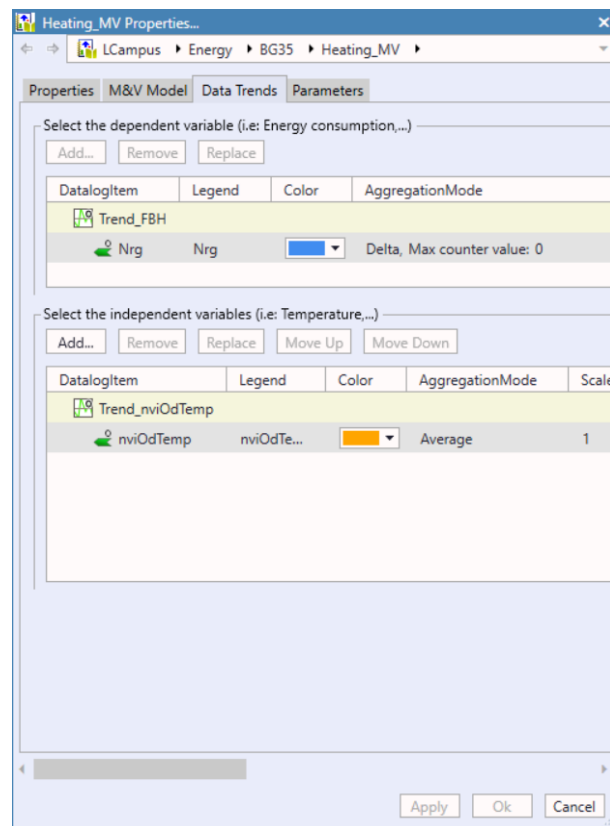 Heating_MV Properties...
LCampus Energy BG35 Heating_MV
Properties M&V Model Data Trends Parameters
Select the dependent variable (i.e: Energy consumption,...)
Add... Remove Replace
DatalogItem Legend Color AggregationMode
Trend_FBH
Nrg Nrg Delta, Max counter value: 0
Select the independent variables (i.e: Temperature,...)
Add... Remove Replace Move Up Move Down
DatalogItem Legend Color AggregationMode Scale
Trend_nviOdTemp
nviOdTemp nviOdTe... Average 1
Apply Ok Cancel